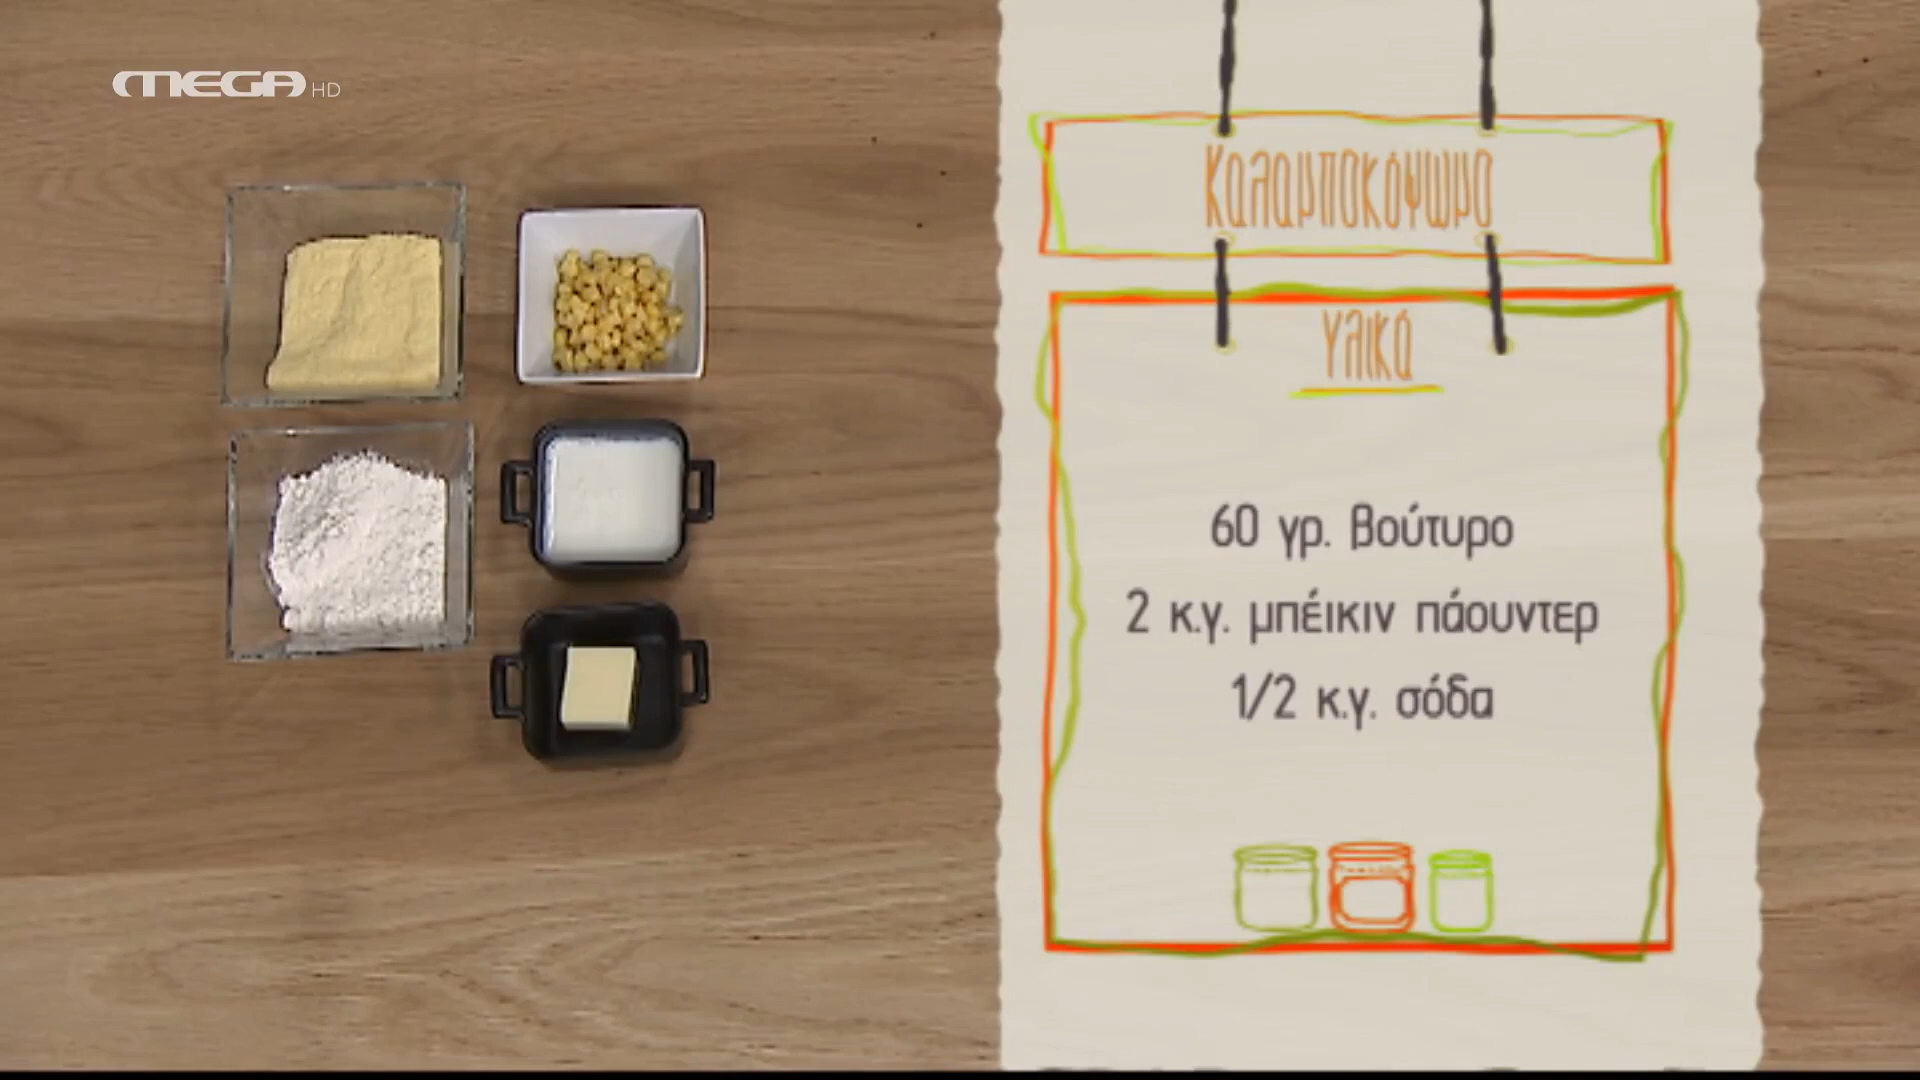 MEGA HD
Καλαμποκόψωμο
Υλικά
60 γρ. βούτυρο
2 κ.γ. μπέικιν πάουντερ
1/2 κ.γ. σόδα